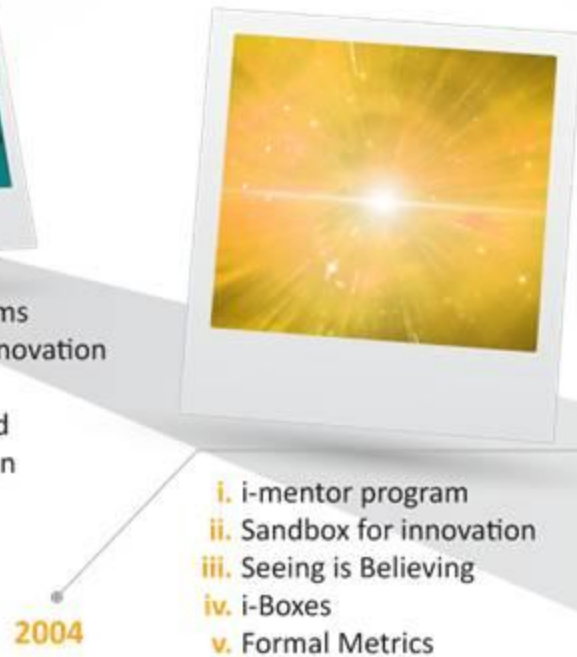 ms
novation
d
n
i. i-mentor program
ii. Sandbox for innovation
iii. Seeing is Believing
iv. i-Boxes
v. Formal Metrics
2004